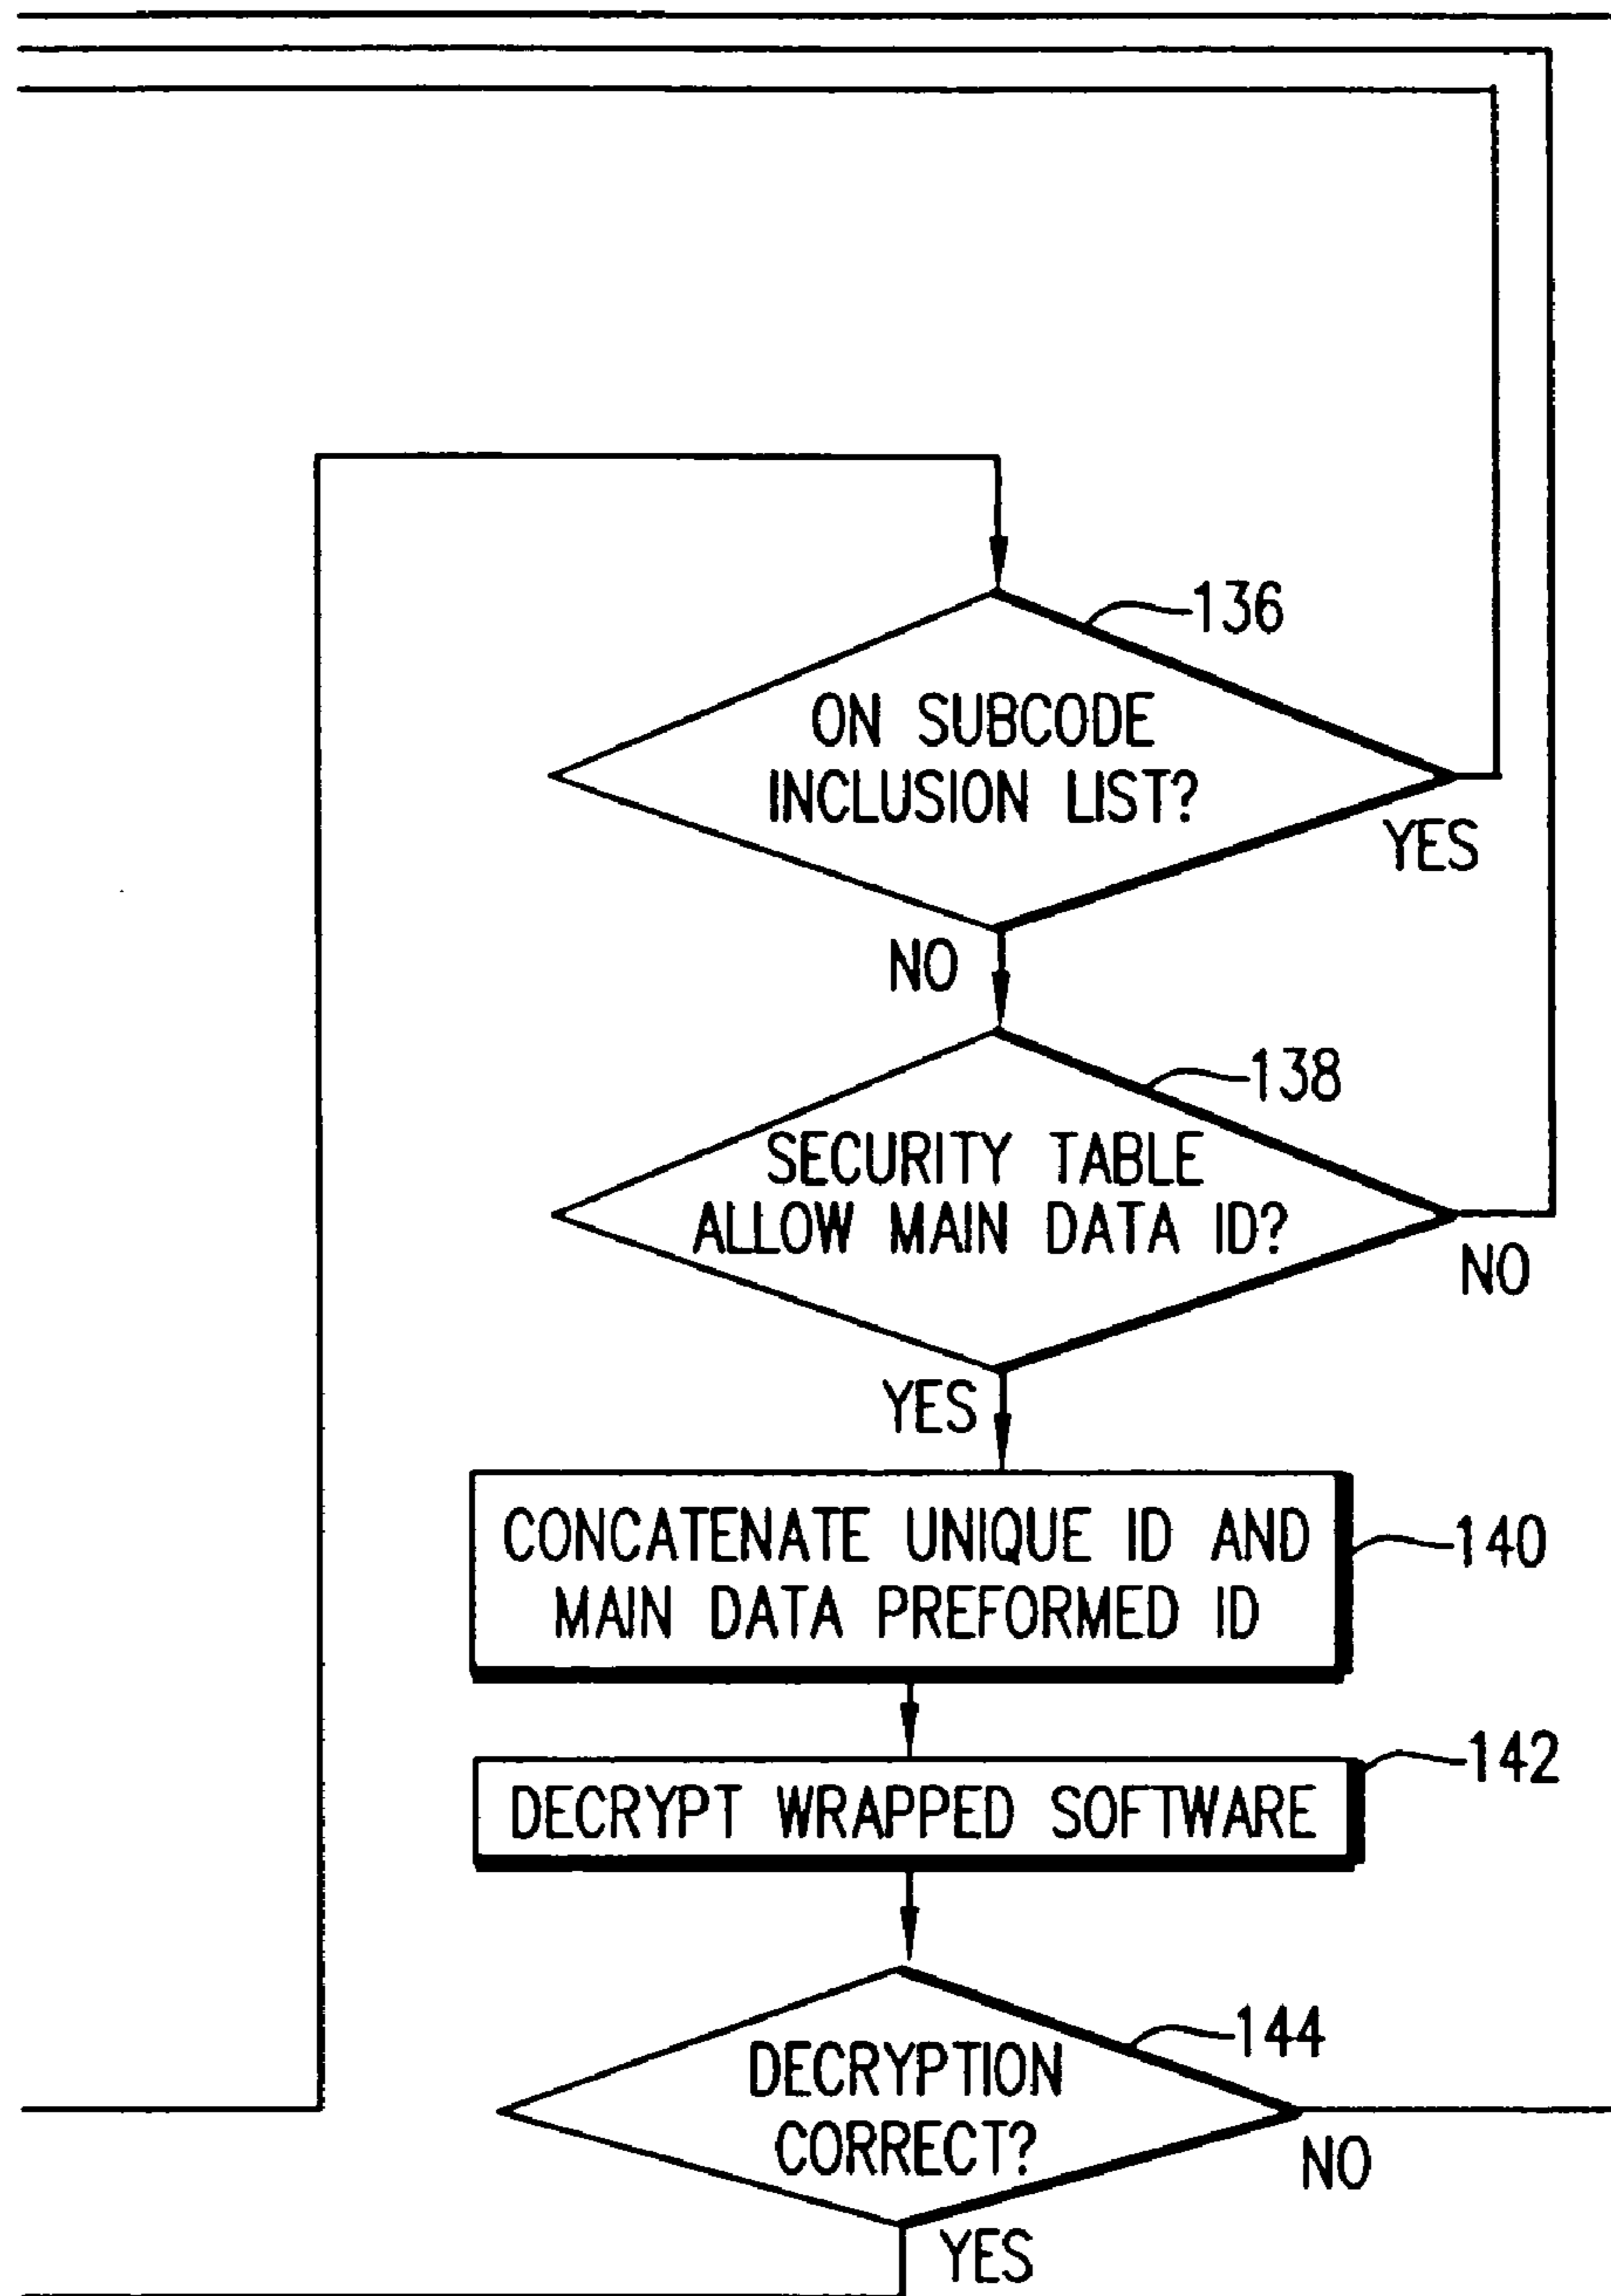 136
ON SUBCODE
INCLUSION LIST?
YES
NO
138
SECURITY TABLE
ALLOW MAIN DATA ID?
NO
YES
CONCATENATE UNIQUE ID AND
MAIN DATA PREFORMED ID
140
142
DECRYPT WRAPPED SOFTWARE
144
DECRYPTION
CORRECT?
NO
YES